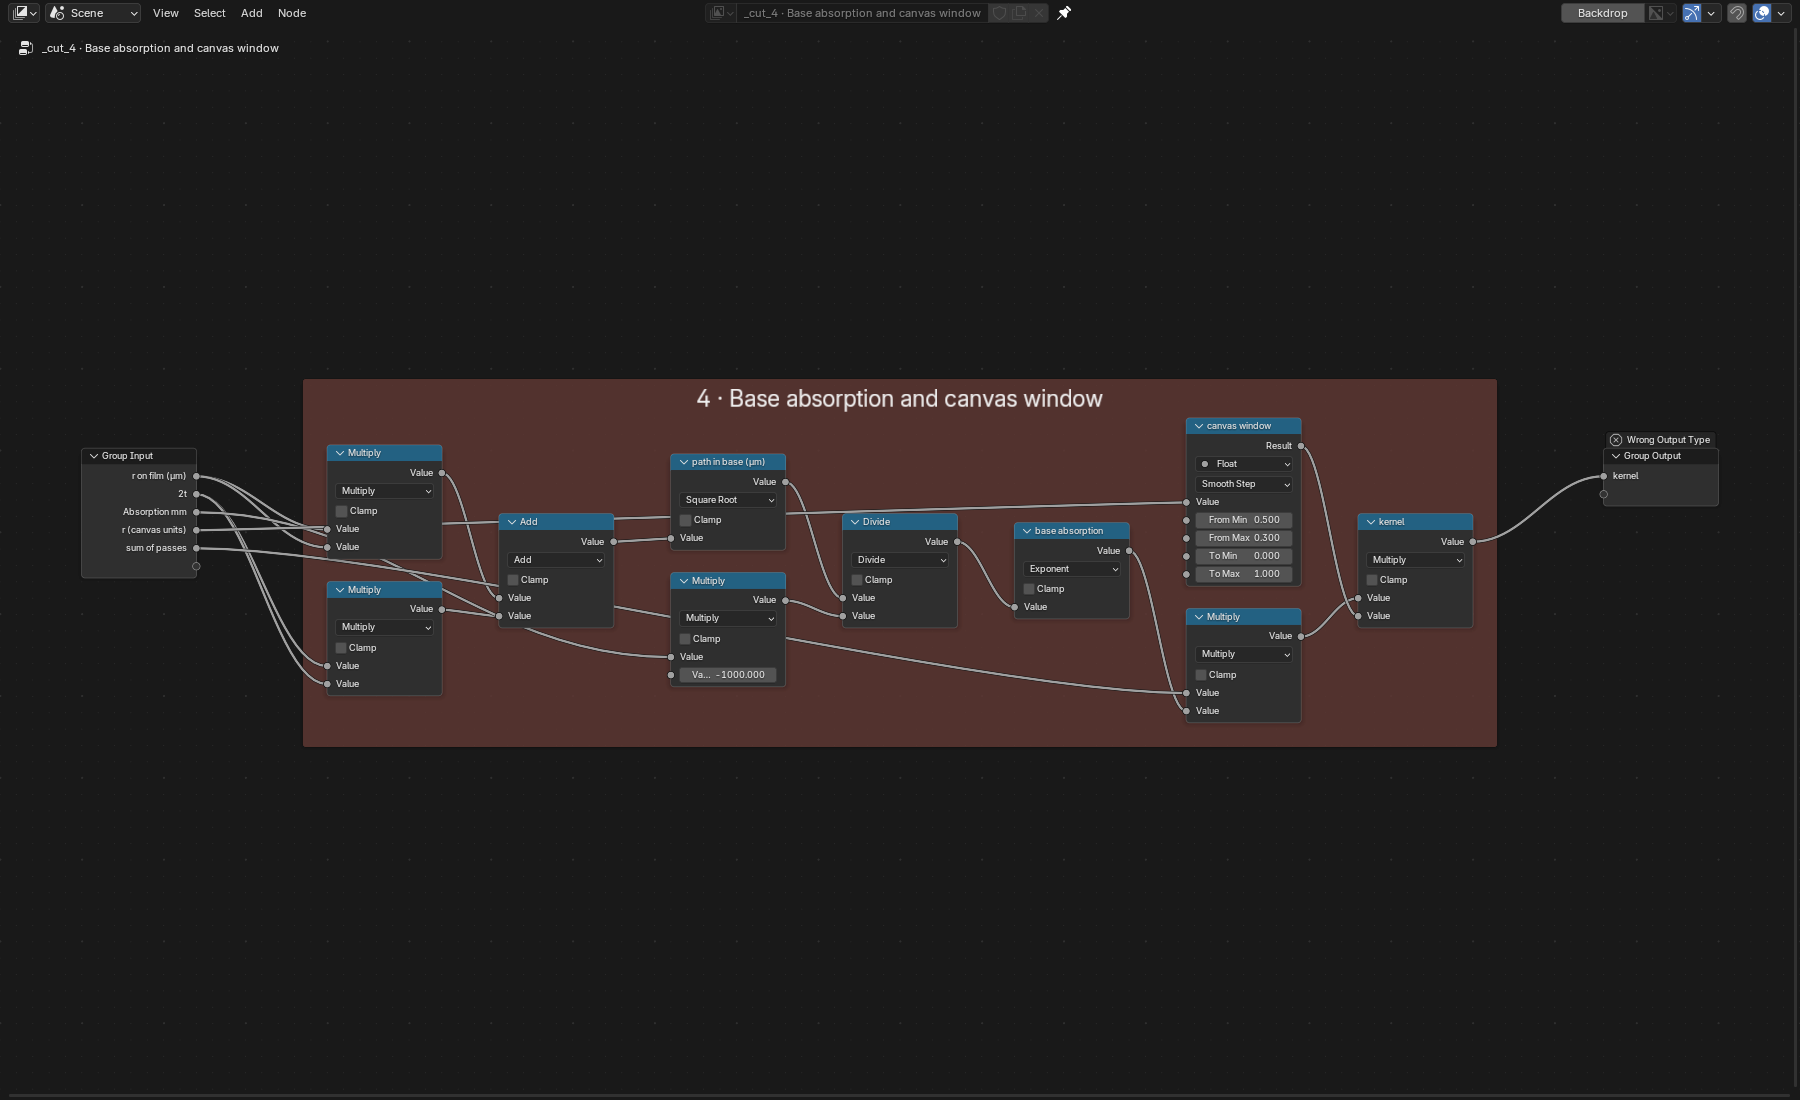 Scene
View
Select
Add
Node
_cut_4 · Base absorption and canvas window
Backdrop
_cut_4 · Base absorption and canvas window
4 · Base absorption and canvas window
Group Input
r on film (µm)
2t
Absorption mm
r (canvas units)
sum of passes
Multiply
Value
Multiply
Clamp
Value
Value
Multiply
Value
Multiply
Clamp
Value
Value
Add
Value
Add
Clamp
Value
Value
path in base (µm)
Value
Square Root
Clamp
Value
Multiply
Value
Multiply
Clamp
Value
Va... -1000.000
Divide
Value
Divide
Clamp
Value
Value
base absorption
Value
Exponent
Clamp
Value
canvas window
Result
Float
Smooth Step
Value
From Min 0.500
From Max 0.300
To Min 0.000
To Max 1.000
Multiply
Value
Multiply
Clamp
Value
Value
kernel
Value
Multiply
Clamp
Value
Value
Wrong Output Type
Group Output
kernel